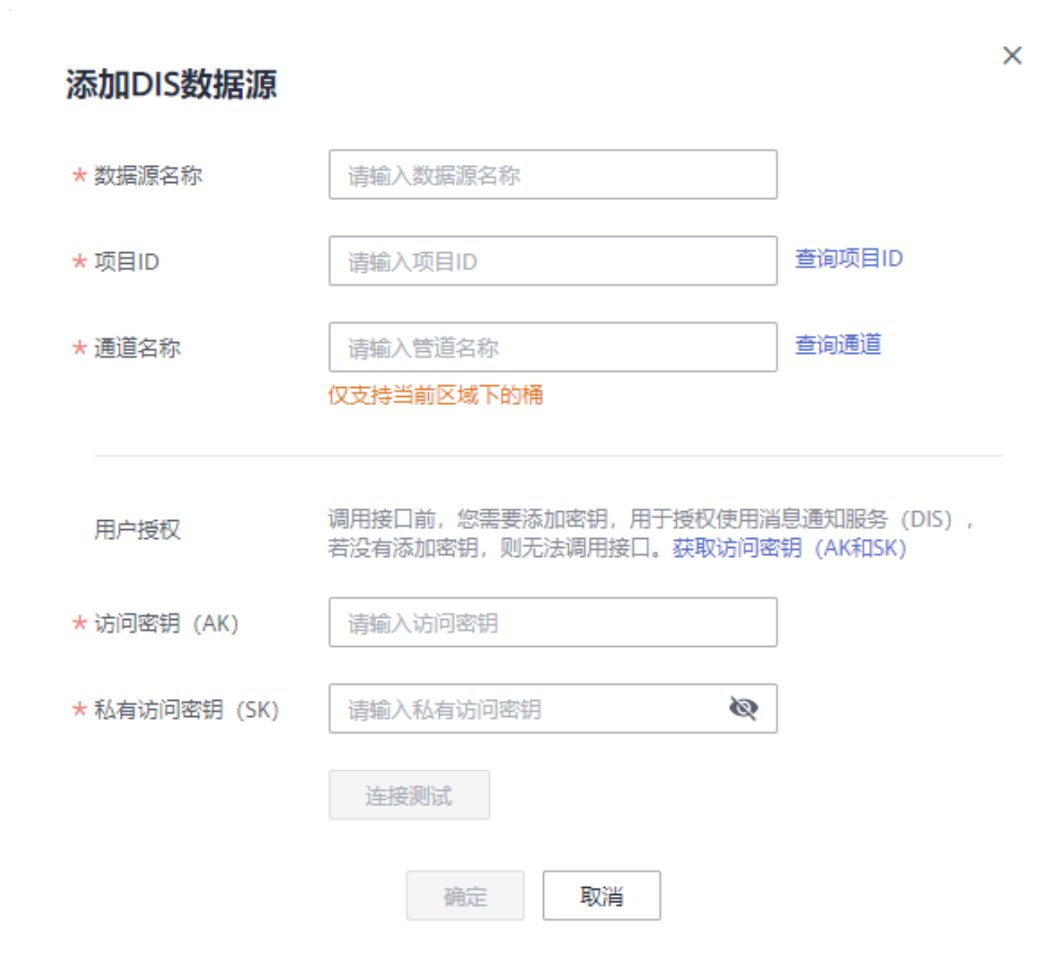 添加DIS数据源
* 数据源名称 请输入数据源名称
* 项目ID 请输入项目ID 查询项目ID
* 通道名称 请输入管道名称 查询通道
仅支持当前区域下的桶
用户授权 调用接口前，您需要添加密钥，用于授权使用消息通知服务（DIS），
若没有添加密钥，则无法调用接口。获取访问密钥（AK和SK）
* 访问密钥（AK） 请输入访问密钥
* 私有访问密钥（SK） 请输入私有访问密钥
连接测试
确定 取消